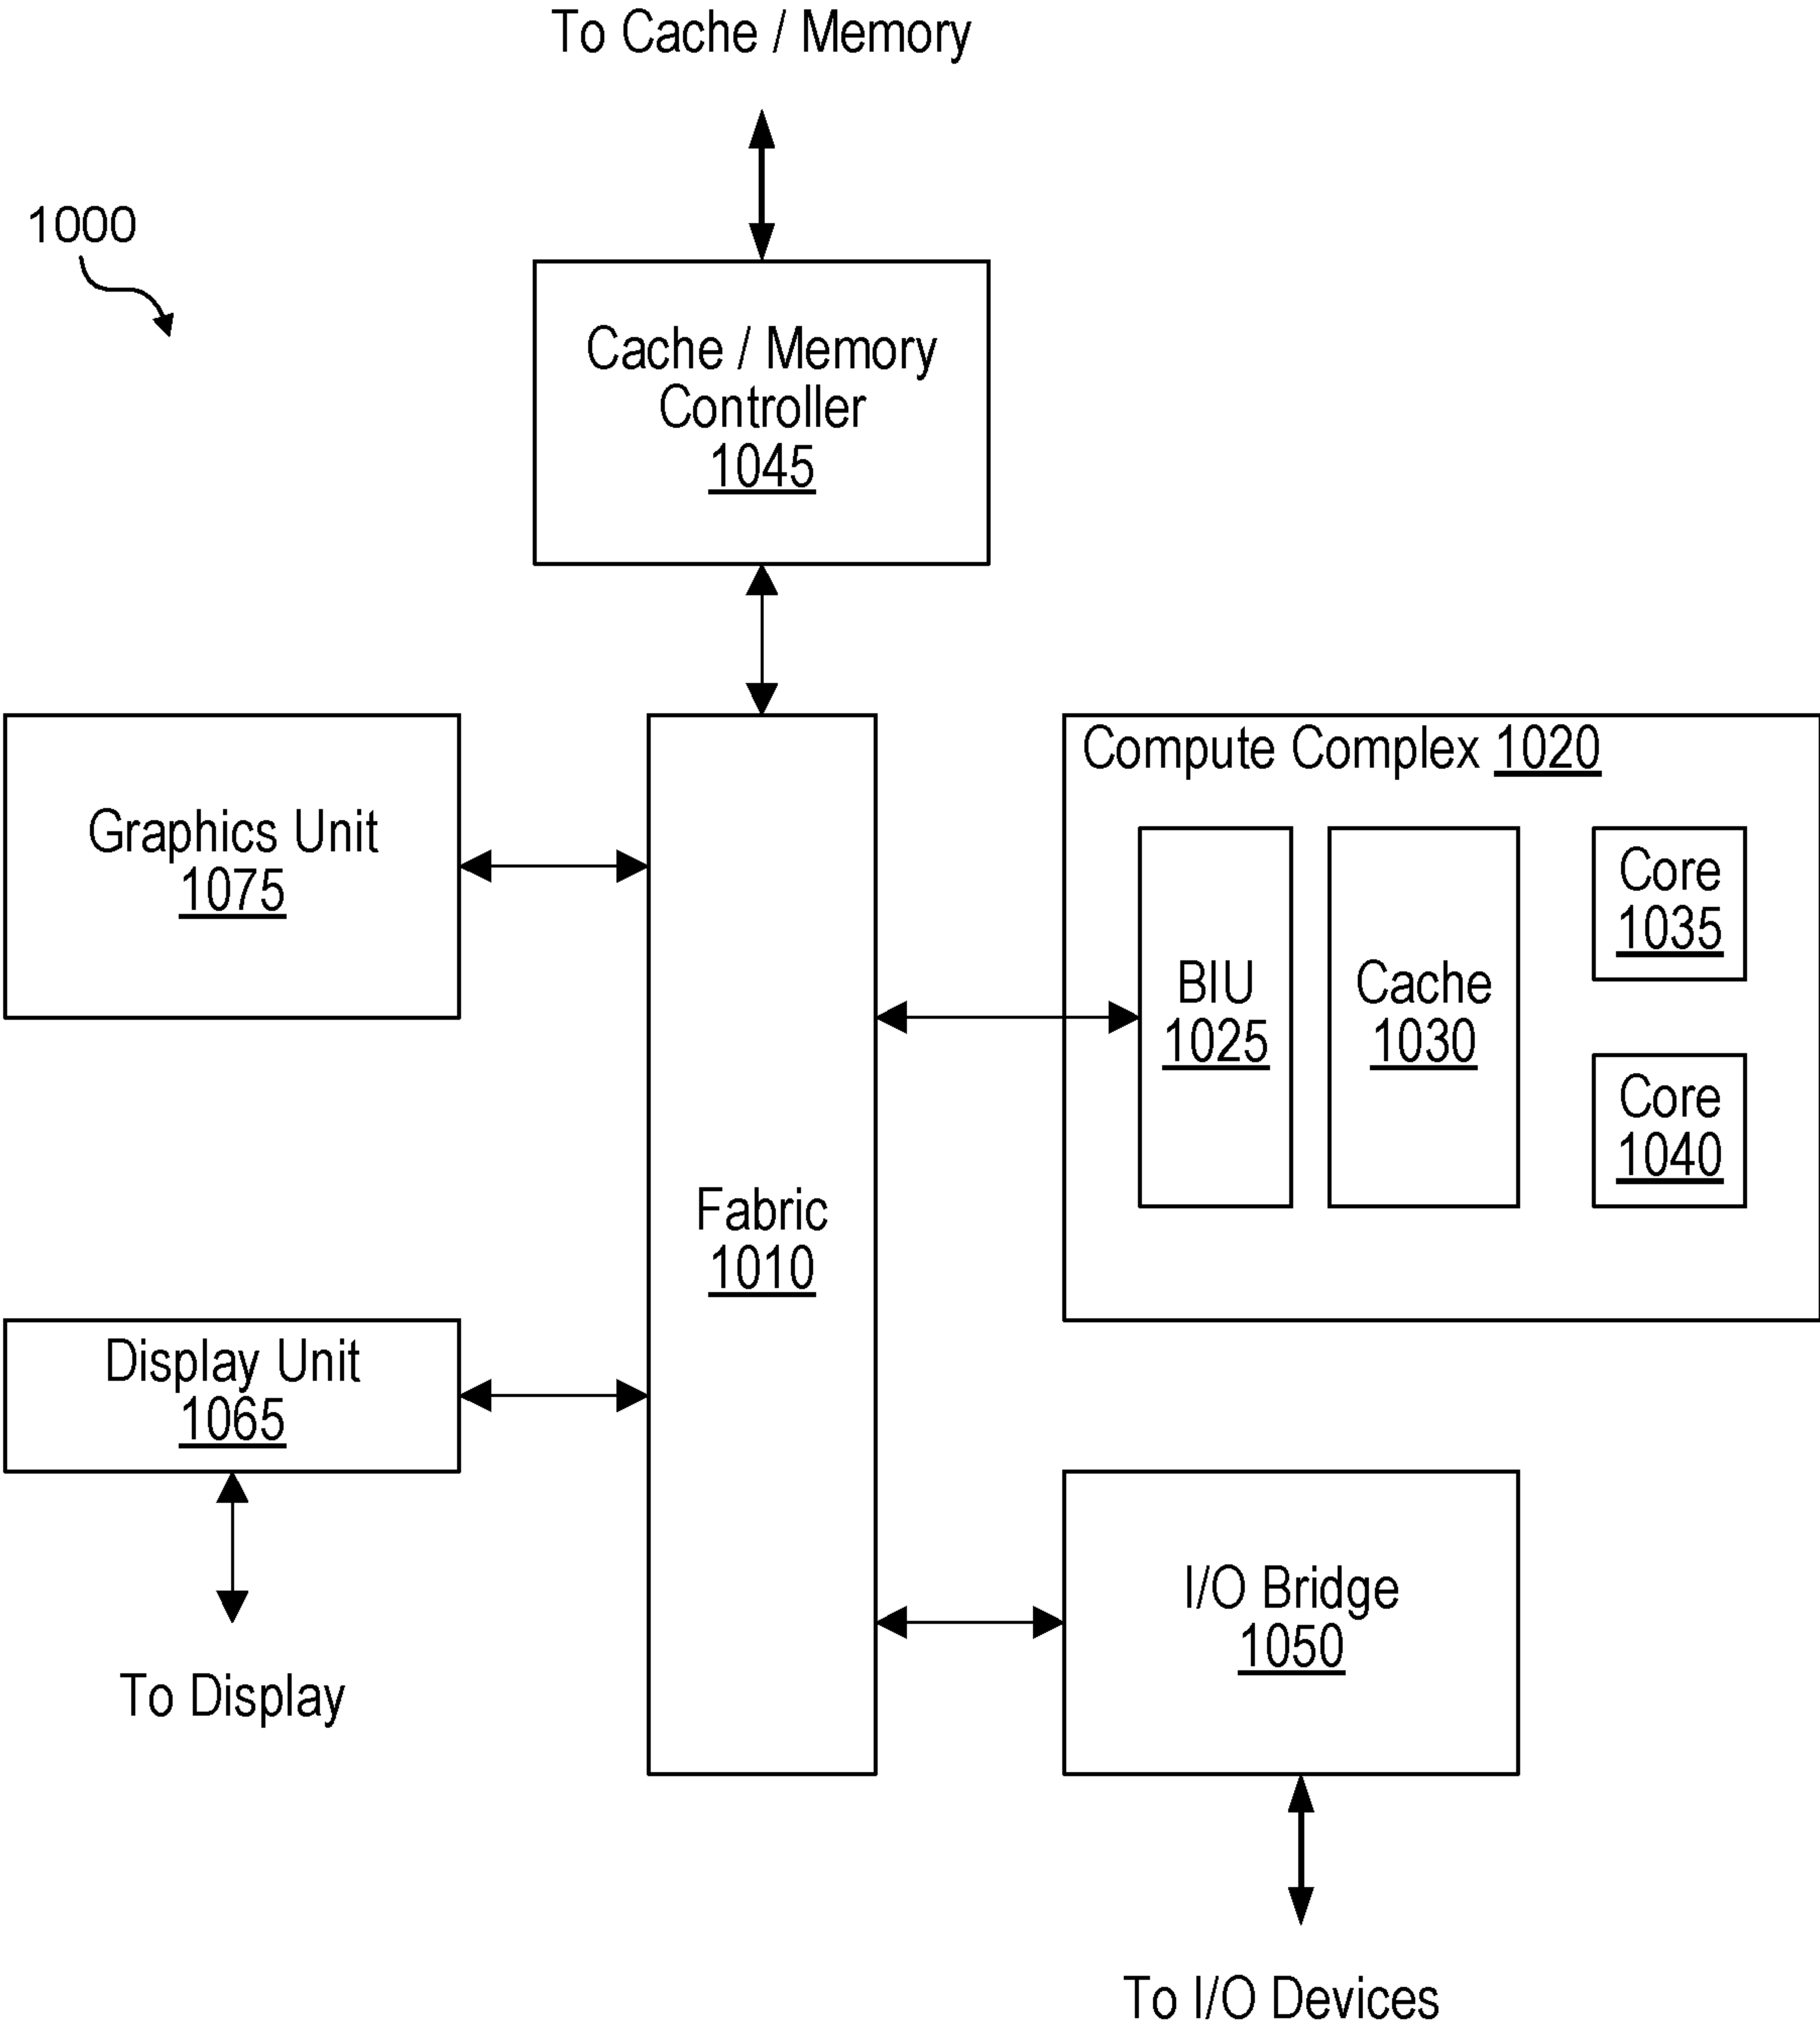 To Cache / Memory
1000
Cache / Memory
Controller
1045
Graphics Unit
1075
Fabric
1010
Compute Complex 1020
BIU
1025
Cache
1030
Core
1035
Core
1040
Display Unit
1065
To Display
I/O Bridge
1050
To I/O Devices